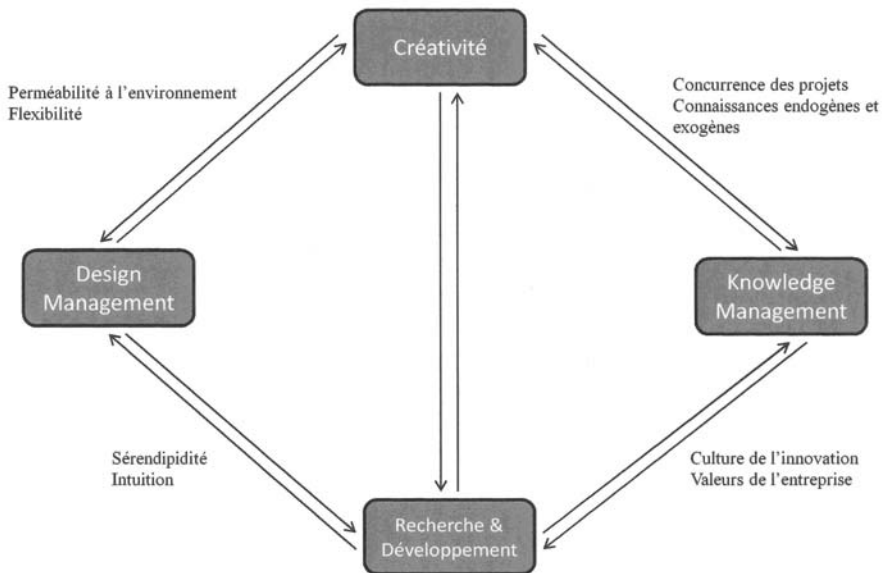 Créativité
Perméabilité à l'environnement
Flexibilité
Concurrence des projets
Connaissances endogènes et
exogènes
Design
Management
Knowledge
Management
Sérendipidité
Intuition
Culture de l'innovation
Valeurs de l'entreprise
Recherche &
Développement